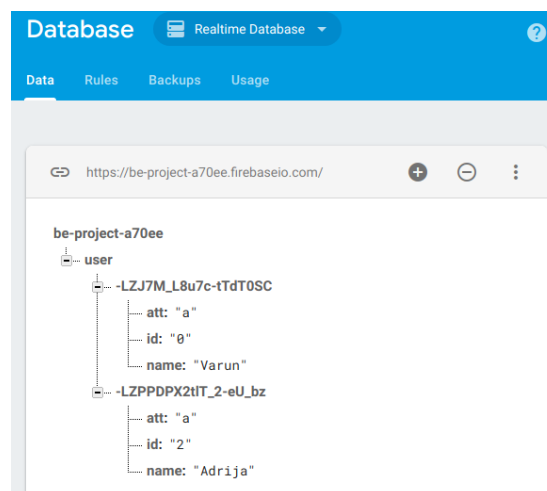 Database Realtime Database ?
Data Rules Backups Usage
https://be-project-a70ee.firebaseio.com/
be-project-a70ee
user
-LZJ7M_L8u7c-tTdT0SC
att: "a"
id: "0"
name: "Varun"
-LZPPDPX2tlT_2-eU_bz
att: "a"
id: "2"
name: "Adrija"